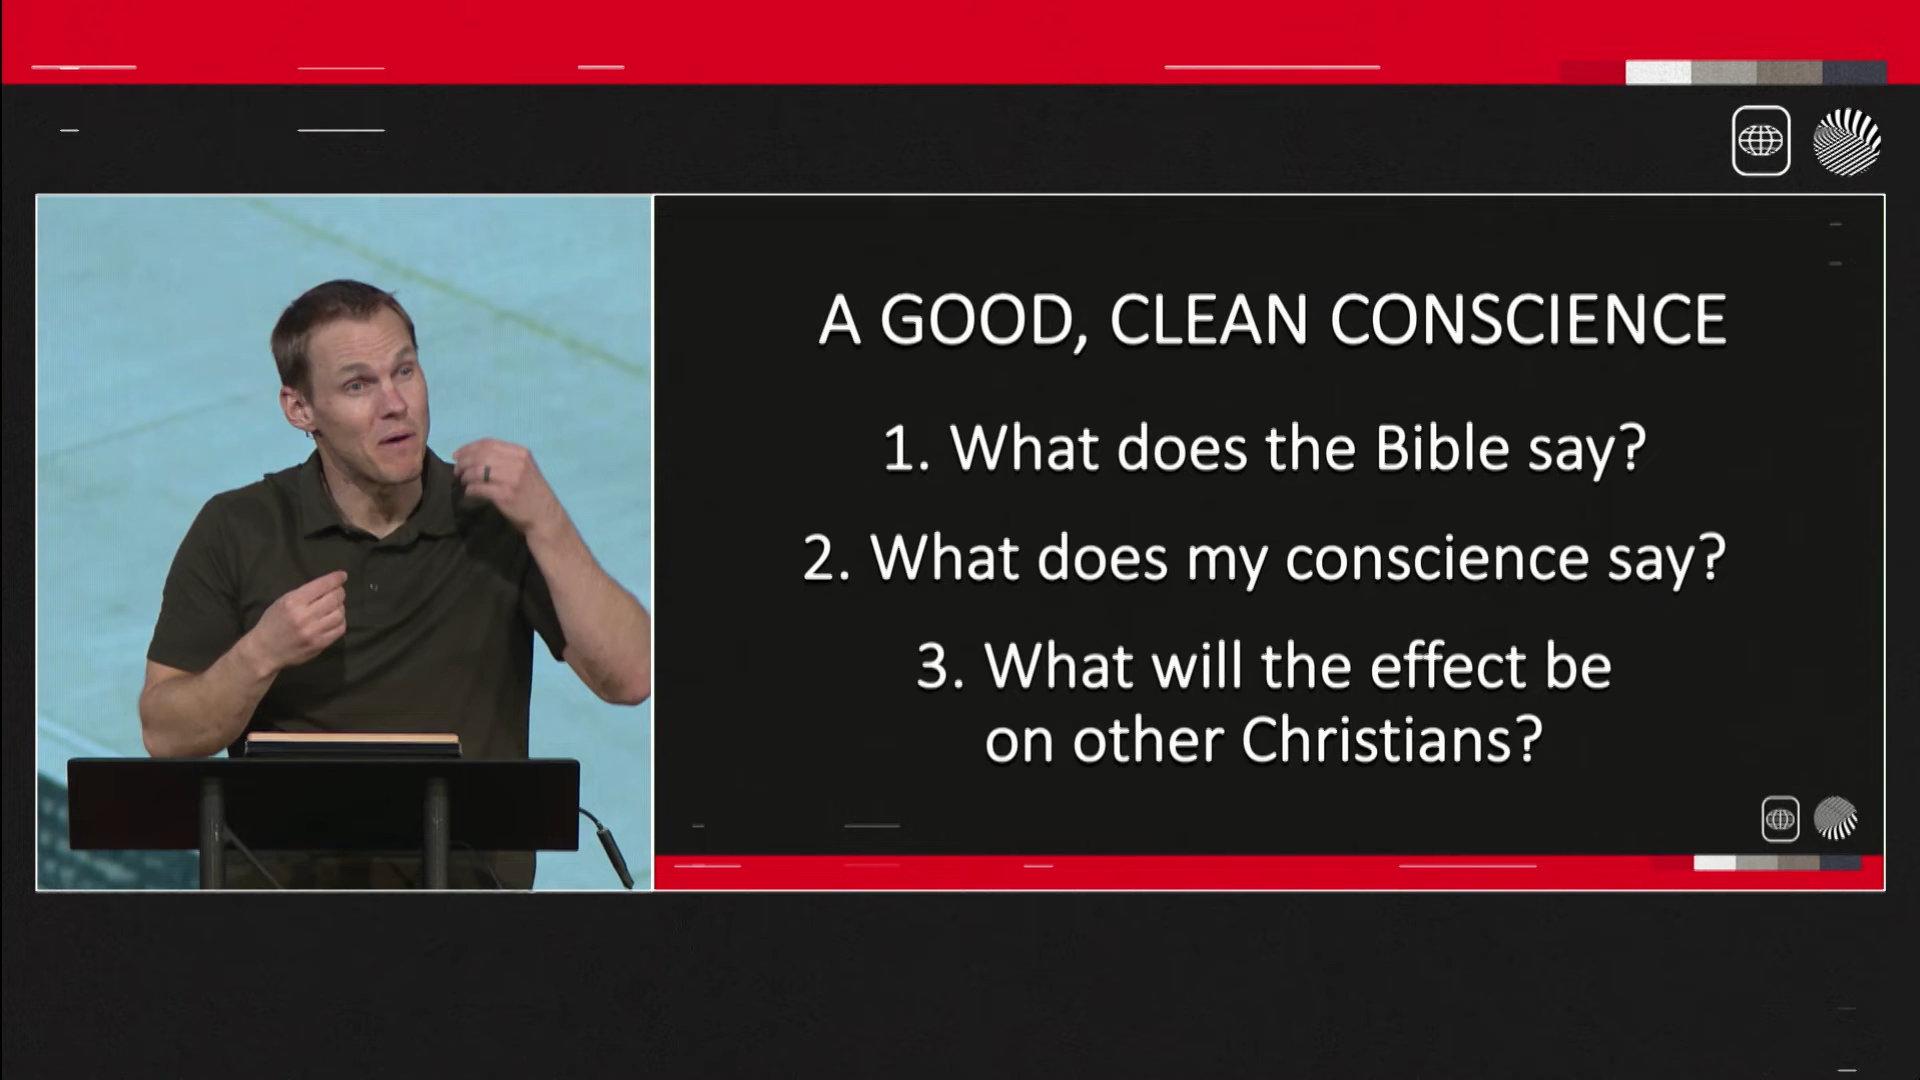 A GOOD, CLEAN CONSCIENCE
1. What does the Bible say?
2. What does my conscience say?
3. What will the effect be
on other Christians?